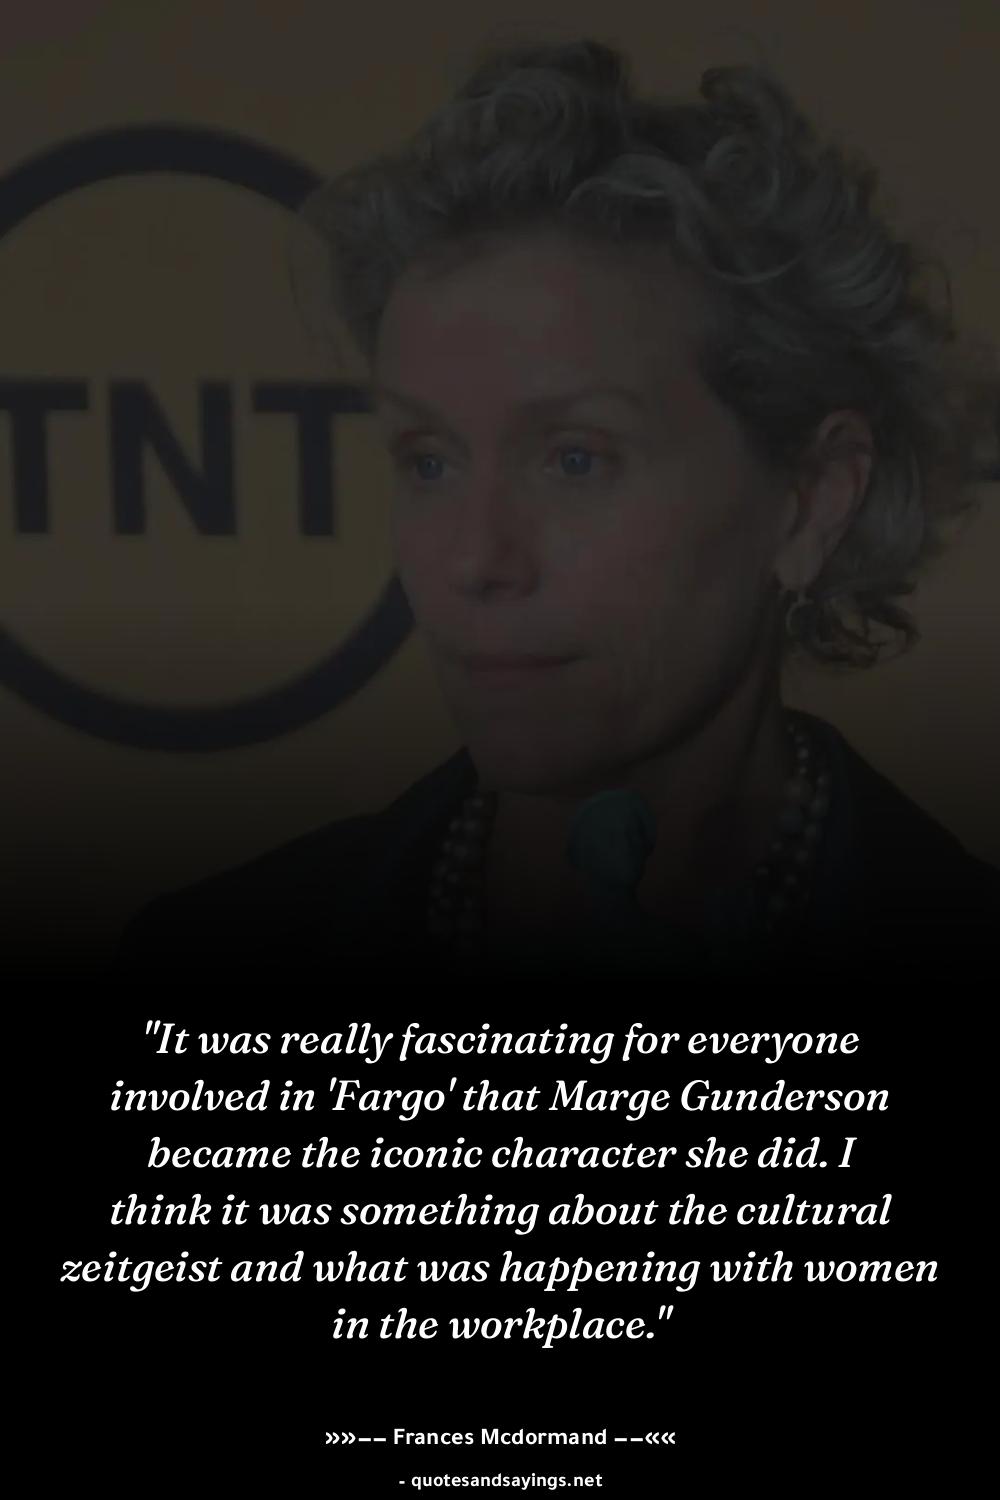 TNT
"It was really fascinating for everyone
involved in 'Fargo' that Marge Gunderson
became the iconic character she did. I
think it was something about the cultural
zeitgeist and what was happening with women
in the workplace."
»»−− Frances Mcdormand −−««
- quotesandsayings.net